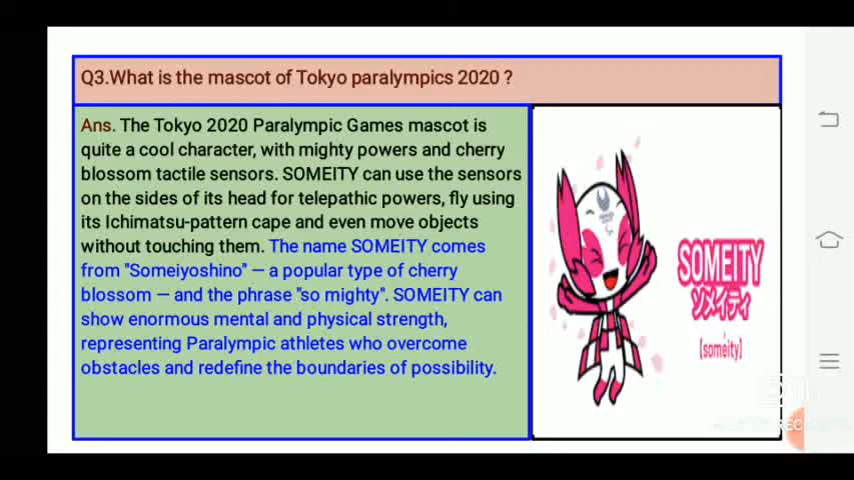 Q3.What is the mascot of Tokyo paralympics 2020 ?
Ans. The Tokyo 2020 Paralympic Games mascot is
quite a cool character, with mighty powers and cherry
blossom tactile sensors. SOMEITY can use the sensors
on the sides of its head for telepathic powers, fly using
its Ichimatsu-pattern cape and even move objects
without touching them. The name SOMEITY comes
from "Someiyoshino" — a popular type of cherry
blossom — and the phrase "so mighty". SOMEITY can
show enormous mental and physical strength,
representing Paralympic athletes who overcome
obstacles and redefine the boundaries of possibility.
SOMEITY
ソメイティ
[someity]